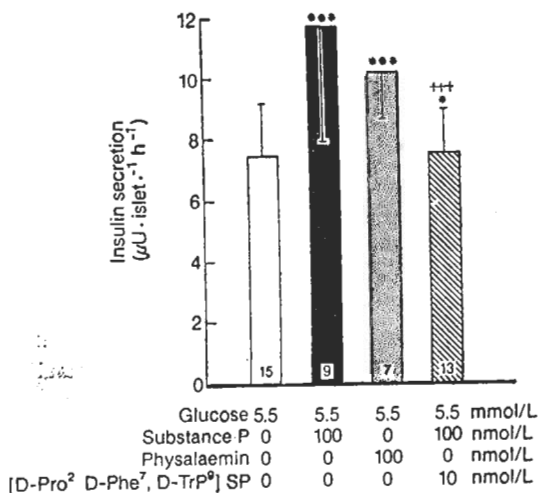 12
10
8
6
4
2
0
Insulin secretion
(µU · islet·⁻¹ h⁻¹)
•••
•••
‡‡‡
•
15
9
7
13
Glucose 5.5 5.5 5.5 5.5 mmol/L
Substance P 0 100 0 100 nmol/L
Physalaemin 0 0 100 0 nmol/L
[D-Pro² D-Phe⁷, D-TrP⁹] SP 0 0 0 10 nmol/L